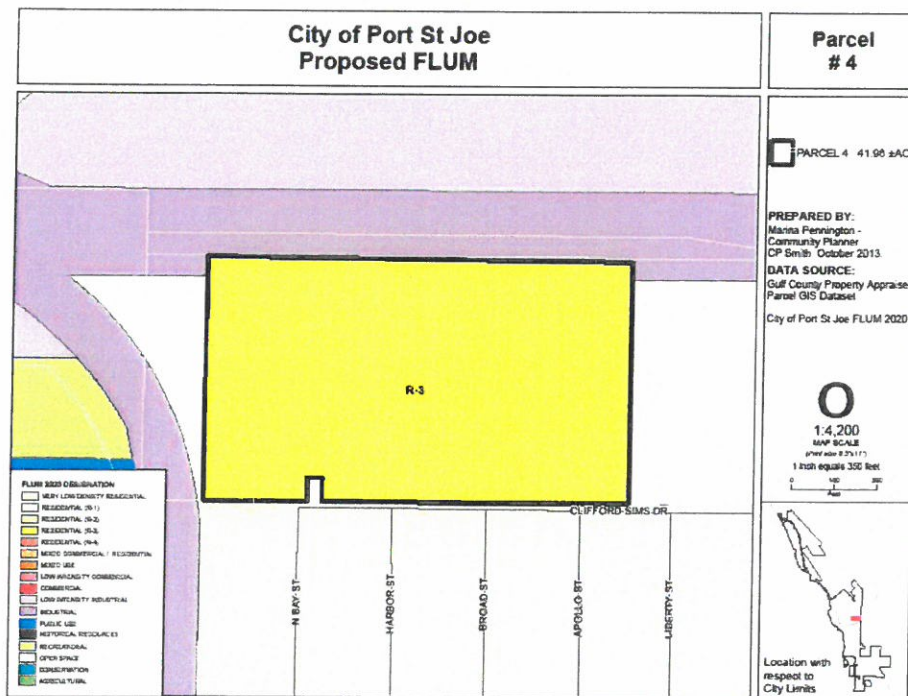 City of Port St Joe
Proposed FLUM
Parcel
# 4
PARCEL 4 41.98 ±AC
PREPARED BY:
Marina Pennington -
Community Planner
CP Smith October 2013
DATA SOURCE:
Gulf County Property Appraise
Parcel GIS Dataset
City of Port St Joe FLUM 2020
O
1:4,200
MAP SCALE
1 inch equals 350 feet
R-3
CLIFFORD SIMS DR
N BAY ST
HARBOR ST
BROAD ST
APOLLO ST
LIBERTY ST
FLUM 2020 DESIGNATION
VERY LOW DENSITY RESIDENTIAL
RESIDENTIAL (R-1)
RESIDENTIAL (R-2)
RESIDENTIAL (R-3)
RESIDENTIAL (R-4)
MIXED COMMERCIAL / RESIDENTIAL
MIXED USE
LOW INTENSITY COMMERCIAL
COMMERCIAL
LOW INTENSITY INDUSTRIAL
INDUSTRIAL
PUBLIC USE
HISTORICAL RESOURCES
RECREATIONAL
OPEN SPACE
CONSERVATION
AGRICULTURAL
Location with
respect to
City Limits